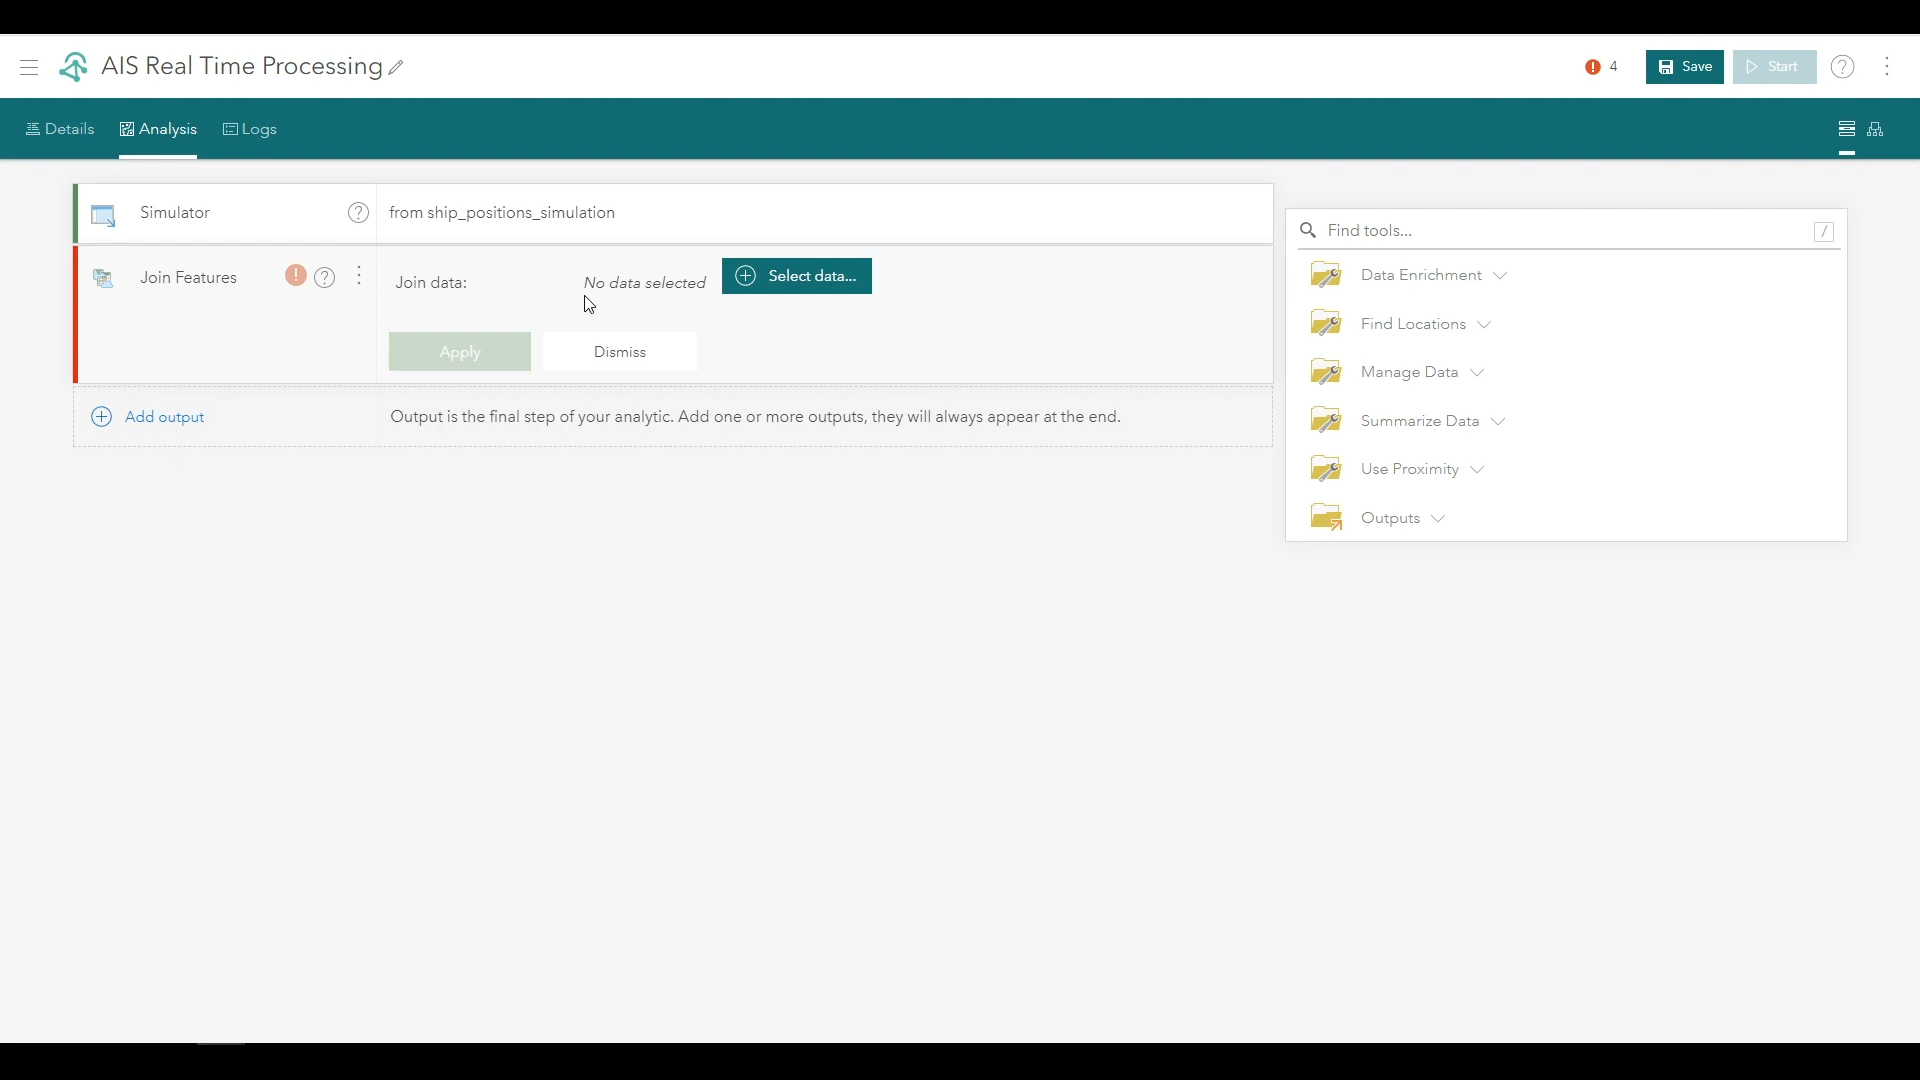 AIS Real Time Processing
4
Save
Start
Details
Analysis
Logs
Simulator
from ship_positions_simulation
Join Features
Join data:
No data selected
Select data...
Apply
Dismiss
Add output
Output is the final step of your analytic. Add one or more outputs, they will always appear at the end.
Find tools...
/
Data Enrichment
Find Locations
Manage Data
Summarize Data
Use Proximity
Outputs